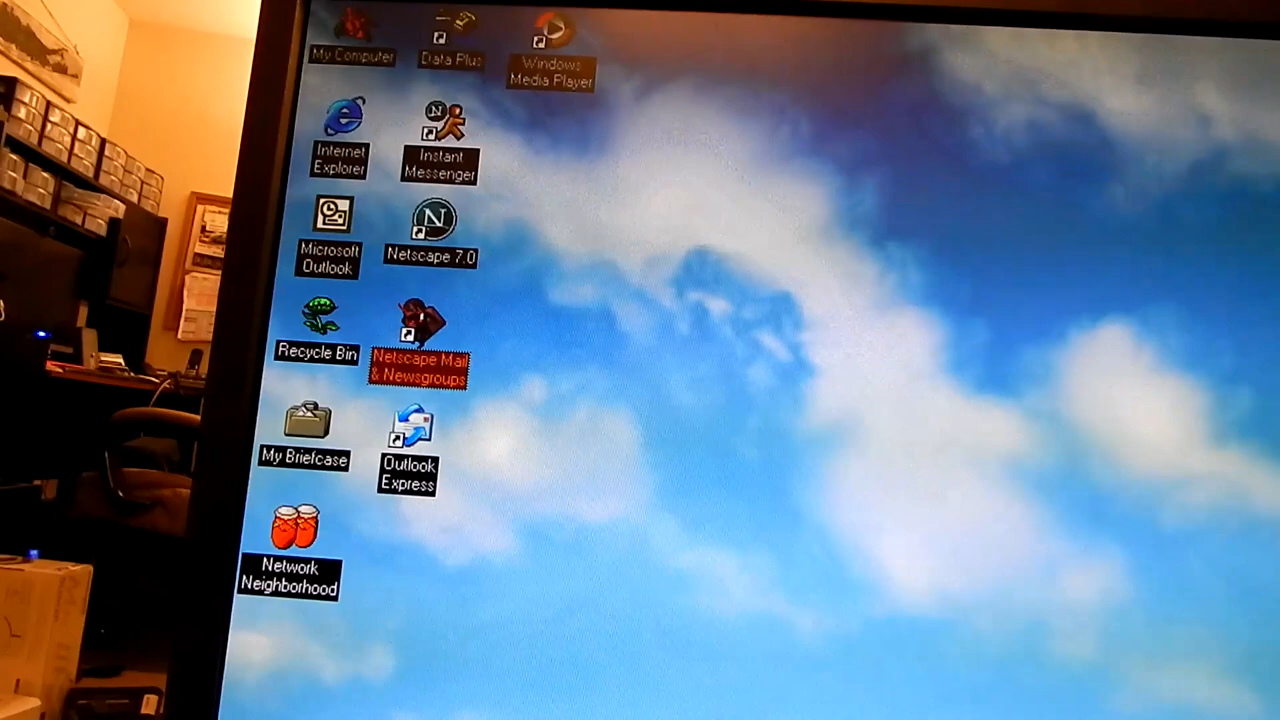 My Computer
Data Plus
Windows
Media Player
Internet
Explorer
Instant
Messenger
Microsoft
Outlook
Netscape 7.0
Recycle Bin
Netscape Mail
& Newsgroups
My Briefcase
Outlook
Express
Network
Neighborhood